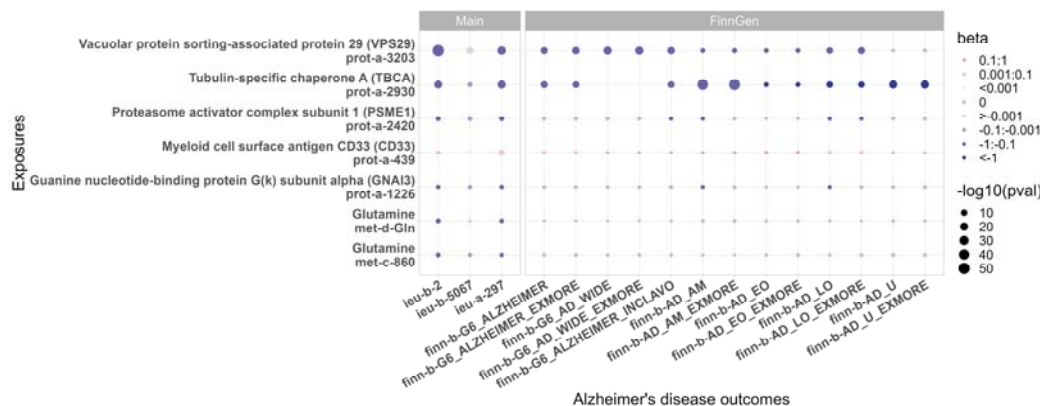 Main
FinnGen
Vacuolar protein sorting-associated protein 29 (VPS29)
prot-a-3203
Tubulin-specific chaperone A (TBCA)
prot-a-2930
Proteasome activator complex subunit 1 (PSME1)
prot-a-2420
Myeloid cell surface antigen CD33 (CD33)
prot-a-439
Guanine nucleotide-binding protein G(k) subunit alpha (GNAI3)
prot-a-1226
Glutamine
met-d-Gln
Glutamine
met-c-860
Exposures
ieu-b-2
ieu-b-5067
ieu-a-297
finn-b-G6_ALZHEIMER
finn-b-G6_ALZHEIMER_EXMORE
finn-b-G6_AD_WIDE
finn-b-G6_AD_WIDE_EXMORE
finn-b-G6_ALZHEIMER_INCLAVO
finn-b-AD_AM
finn-b-AD_AM_EXMORE
finn-b-AD_EO
finn-b-AD_EO_EXMORE
finn-b-AD_LO
finn-b-AD_LO_EXMORE
finn-b-AD_U
finn-b-AD_U_EXMORE
Alzheimer's disease outcomes
beta
0.1:1
0.001:0.1
<0.001
0
>-0.001
-0.1:-0.001
-1:-0.1
<-1
-log10(pval)
10
20
30
40
50